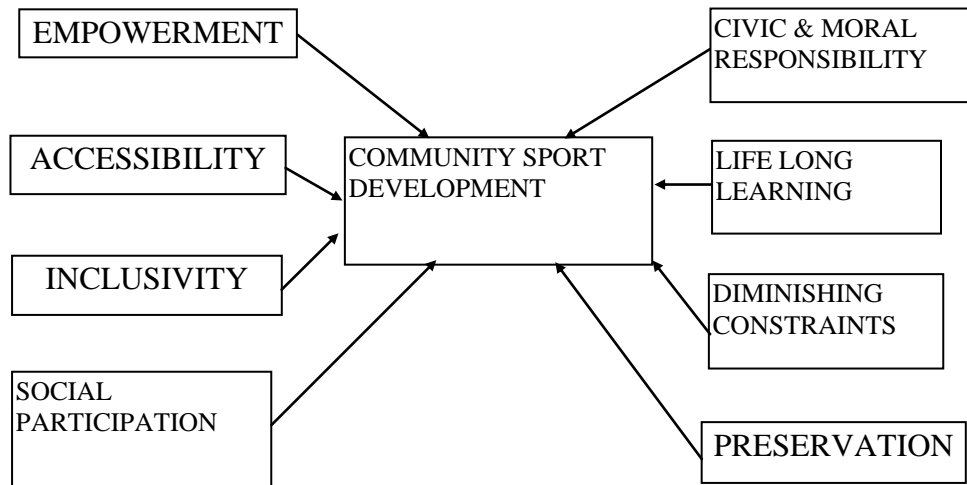 EMPOWERMENT
CIVIC & MORAL
RESPONSIBILITY
ACCESSIBILITY
COMMUNITY SPORT
DEVELOPMENT
LIFE LONG
LEARNING
INCLUSIVITY
DIMINISHING
CONSTRAINTS
SOCIAL
PARTICIPATION
PRESERVATION